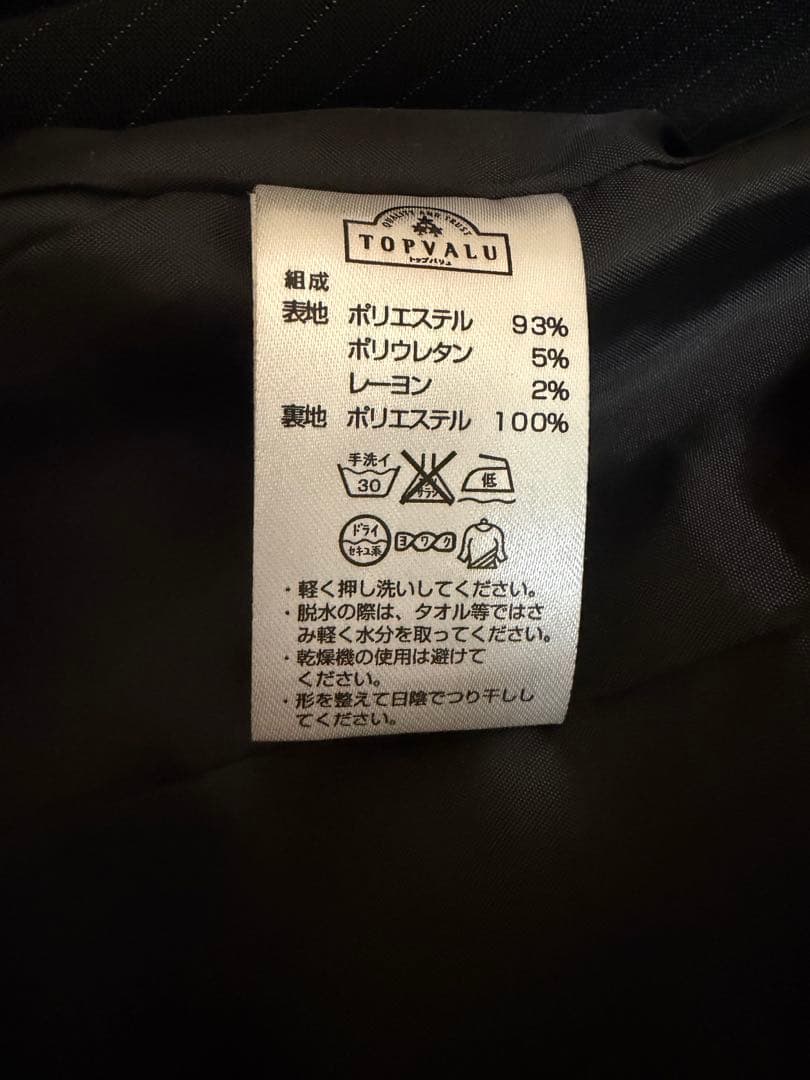 QUALITY AND TRUST
TOPVALU
トップバリュ
組成
表地 ポリエステル 93%
ポリウレタン 5%
レーヨン 2%
裏地 ポリエステル 100%
手洗イ
30
サラシ
低
ドライ
セキユ系
ヨワク
・軽く押し洗いしてください。
・脱水の際は、タオル等ではさ
み軽く水分を取ってください。
・乾燥機の使用は避けて
ください。
・形を整えて日陰でつり干しし
てください。